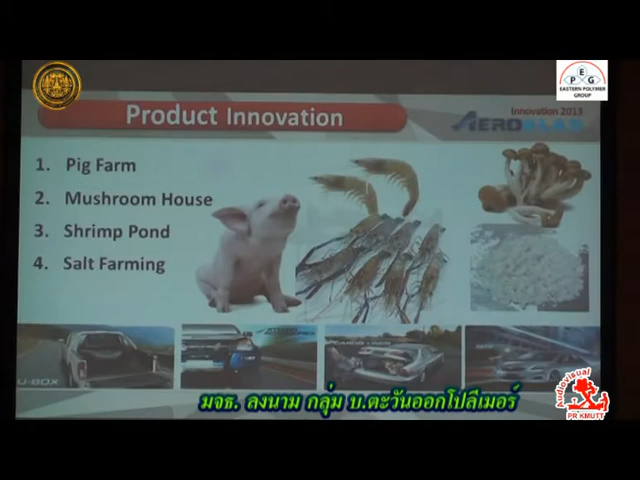 E
P G
EASTERN POLYMER
GROUP
Product Innovation
Innovation 2013
AEROKLAS
1. Pig Farm
2. Mushroom House
3. Shrimp Pond
4. Salt Farming
U-BOX
มจธ. ลงนาม กลุ่ม บ.ตะวันออกโปลีเมอร์
Audiovisual
PR KMUTT